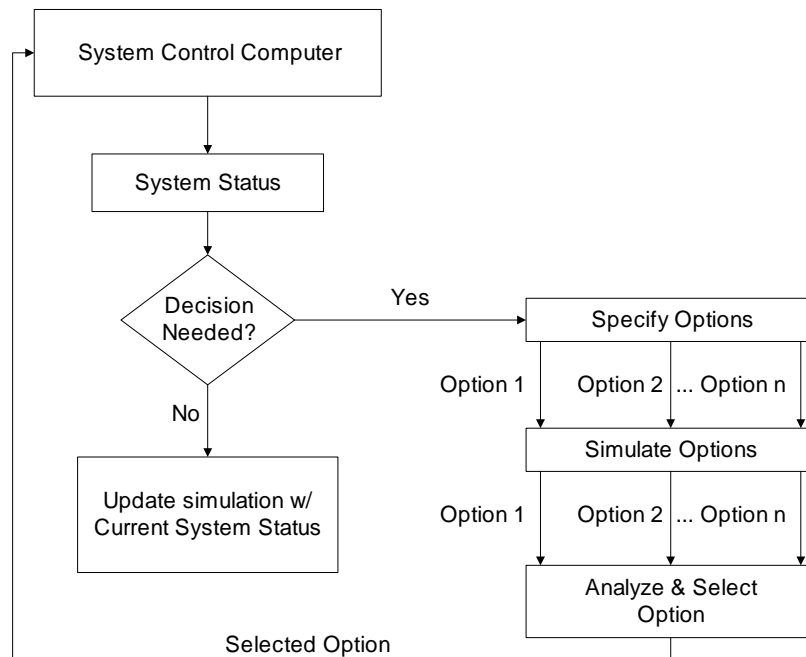 System Control Computer
System Status
Decision
Needed?
Yes
Specify Options
Option 1
Option 2 ... Option n
No
Simulate Options
Update simulation w/
Current System Status
Option 1
Option 2 ... Option n
Analyze & Select
Option
Selected Option